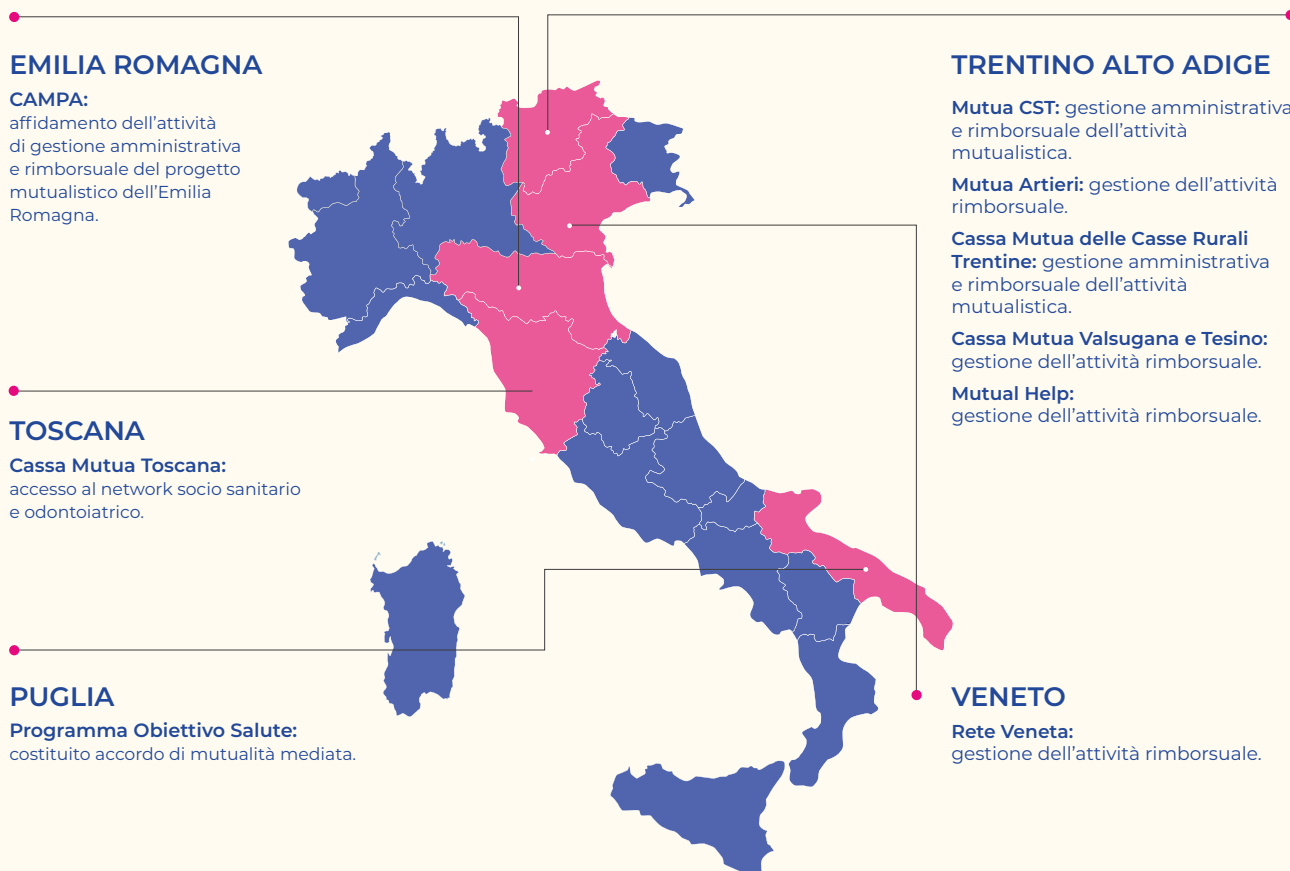 EMILIA ROMAGNA
CAMPA:
affidamento dell’attività
di gestione amministrativa
e rimborsuale del progetto
mutualistico dell’Emilia
Romagna.
TOSCANA
Cassa Mutua Toscana:
accesso al network socio sanitario
e odontoiatrico.
PUGLIA
Programma Obiettivo Salute:
costituito accordo di mutualità mediata.
TRENTINO ALTO ADIGE
Mutua CST: gestione amministrativa
e rimborsuale dell’attività
mutualistica.
Mutua Artieri: gestione dell’attività
rimborsuale.
Cassa Mutua delle Casse Rurali
Trentine: gestione amministrativa
e rimborsuale dell’attività
mutualistica.
Cassa Mutua Valsugana e Tesino:
gestione dell’attività rimborsuale.
Mutual Help:
gestione dell’attività rimborsuale.
VENETO
Rete Veneta:
gestione dell’attività rimborsuale.